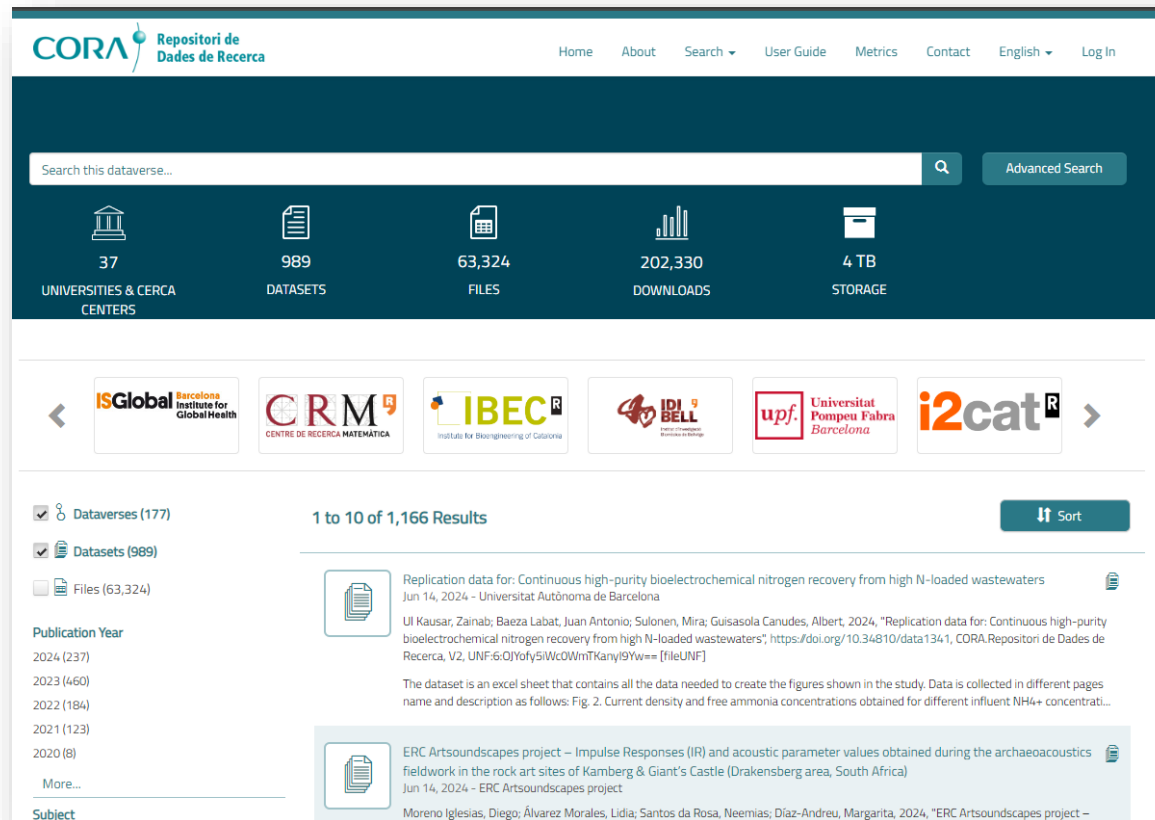 CORA Repositori de
Dades de Recerca
Home About Search User Guide Metrics Contact English Log In
Search this dataverse... Advanced Search
37 989 63,324 202,330 4 TB
UNIVERSITIES & CERCA CENTERS DATASETS FILES DOWNLOADS STORAGE
ISGlobal Barcelona Institute for Global Health
CRM R CENTRE DE RECERCA MATEMÀTICA
IBEC R Institute for Bioengineering of Catalonia
IDIBELL
upf. Universitat Pompeu Fabra Barcelona
i2cat R
Dataverses (177)
Datasets (989)
Files (63,324)
Publication Year
2024 (237)
2023 (460)
2022 (184)
2021 (123)
2020 (8)
More...
Subject
1 to 10 of 1,166 Results
Sort
Replication data for: Continuous high-purity bioelectrochemical nitrogen recovery from high N-loaded wastewaters
Jun 14, 2024 - Universitat Autònoma de Barcelona
Ul Kausar, Zainab; Baeza Labat, Juan Antonio; Sulonen, Mira; Guisasola Canudes, Albert, 2024, "Replication data for: Continuous high-purity
bioelectrochemical nitrogen recovery from high N-loaded wastewaters", https://doi.org/10.34810/data1341, CORA.Repositori de Dades de
Recerca, V2, UNF:6:OJYofy5iWc0WmTKanyl9Yw== [fileUNF]
The dataset is an excel sheet that contains all the data needed to create the figures shown in the study. Data is collected in different pages
name and description as follows: Fig. 2. Current density and free ammonia concentrations obtained for different influent NH4+ concentrati...
ERC Artsoundscapes project – Impulse Responses (IR) and acoustic parameter values obtained during the archaeoacoustics
fieldwork in the rock art sites of Kamberg & Giant's Castle (Drakensberg area, South Africa)
Jun 14, 2024 - ERC Artsoundscapes project
Moreno Iglesias, Diego; Álvarez Morales, Lidia; Santos da Rosa, Neemias; Díaz-Andreu, Margarita, 2024, "ERC Artsoundscapes project –